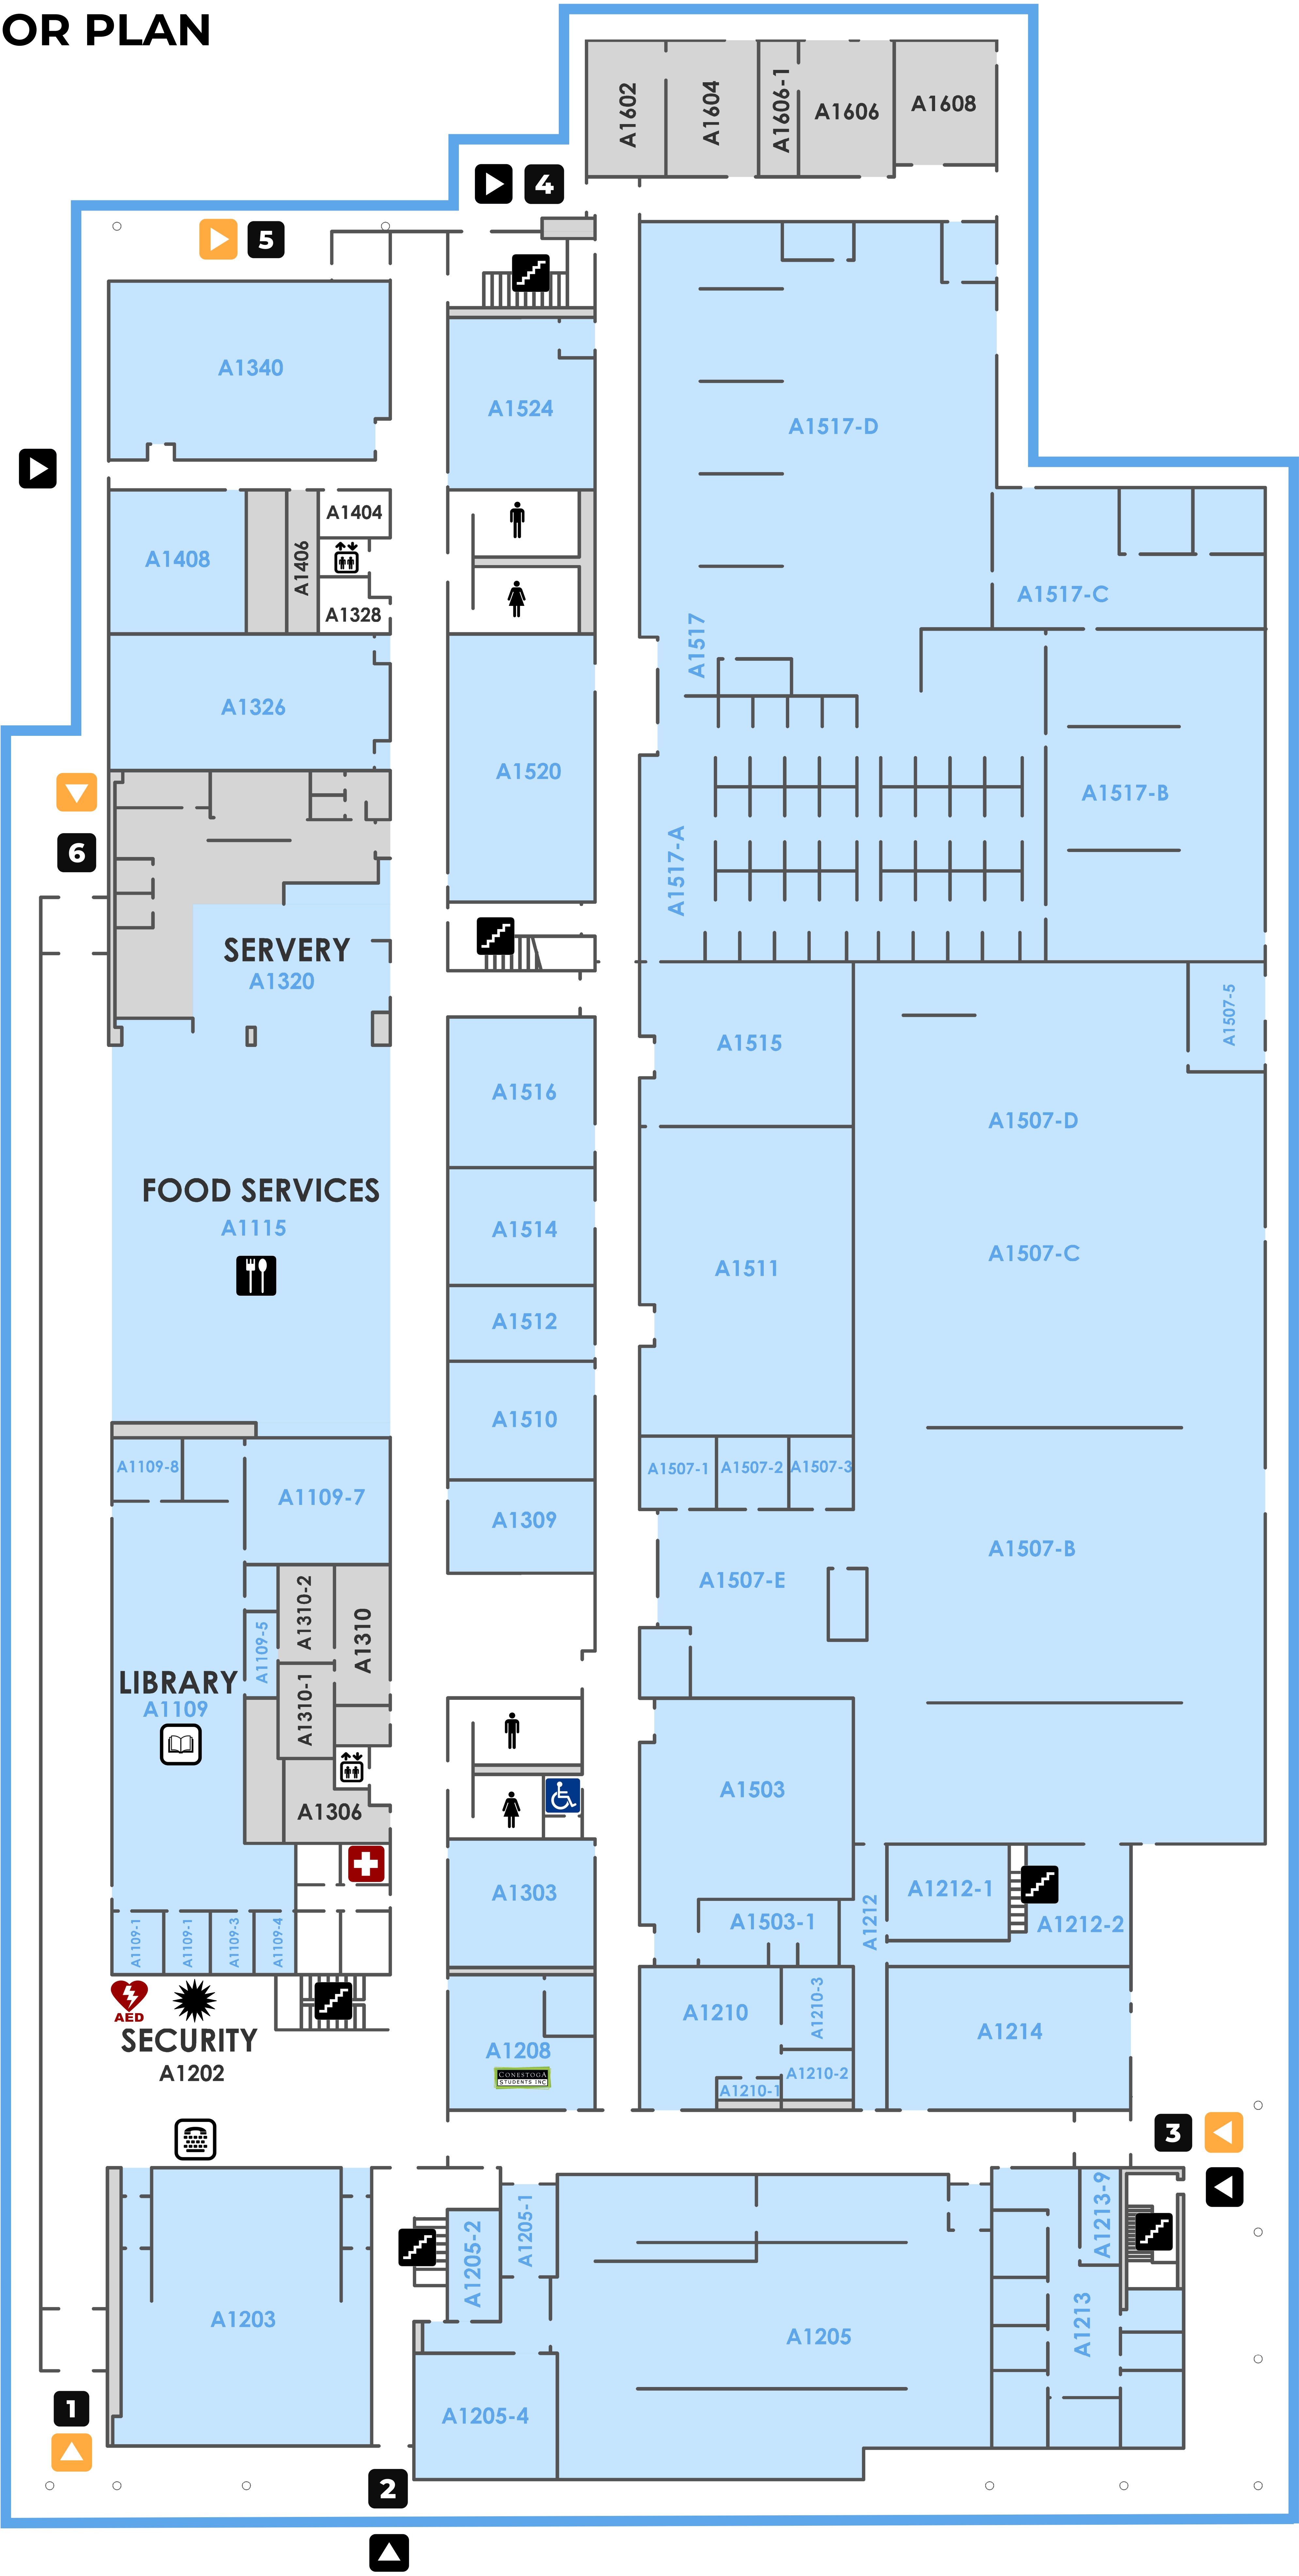 OR PLAN
A1602
A1604
A1606-1
A1606
A1608
4
5
A1340
A1524
A1517-D
A1408
A1406
A1404
A1328
A1517-C
A1517
A1326
A1520
A1517-B
6
A1517-A
SERVERY
A1320
A1507-5
A1515
A1516
A1507-D
FOOD SERVICES
A1115
A1514
A1507-C
A1511
A1512
A1510
A1109-8
A1507-1
A1507-2
A1507-3
A1109-7
A1309
A1507-B
A1507-E
A1310-2
A1310
A1109-5
LIBRARY
A1109
A1310-1
A1503
A1306
A1303
A1212-1
A1503-1
A1212
A1212-2
A1109-1
A1109-1
A1109-3
A1109-4
AED
SECURITY
A1202
A1210
A1210-3
A1214
A1208
CONESTOGA
STUDENTS INC
A1210-2
A1210-1
3
A1213-9
A1205-1
A1205-2
A1203
A1213
A1205
1
A1205-4
2